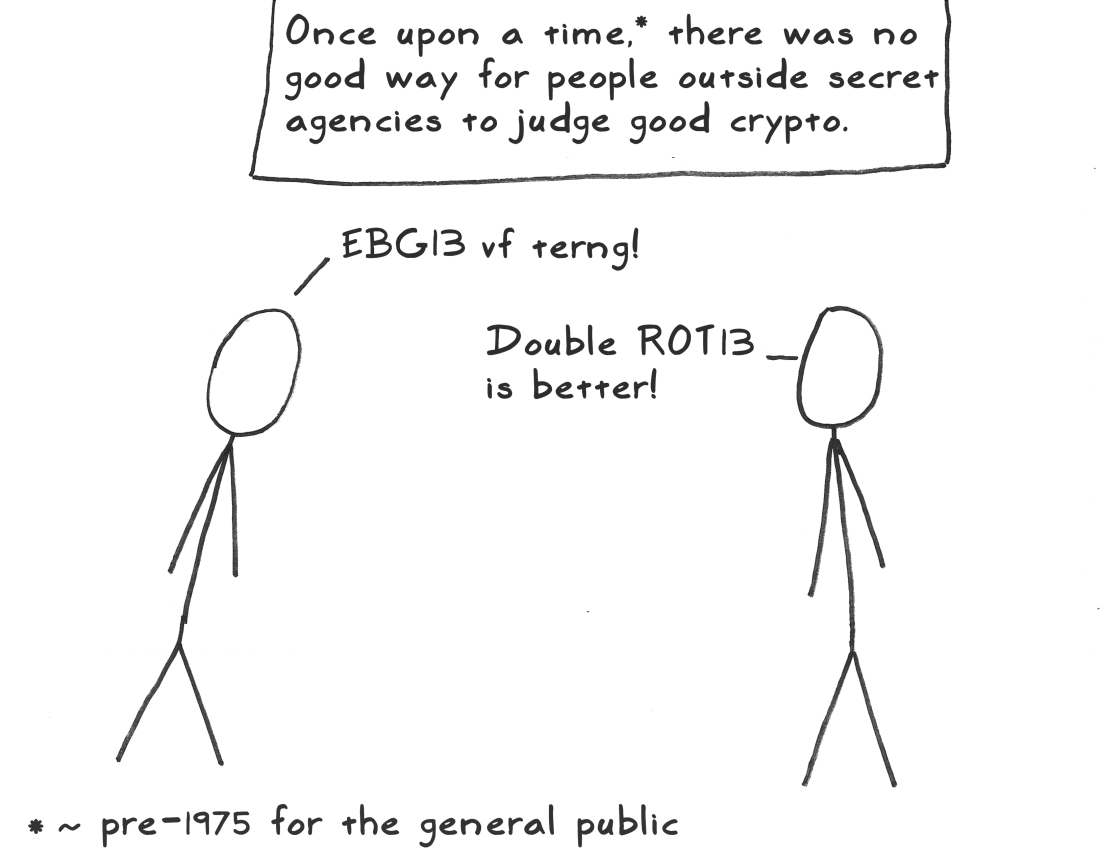 Once upon a time,* there was no
good way for people outside secret
agencies to judge good crypto.
EBG13 vf terng!
Double ROT13
is better!
* ~ pre-1975 for the general public